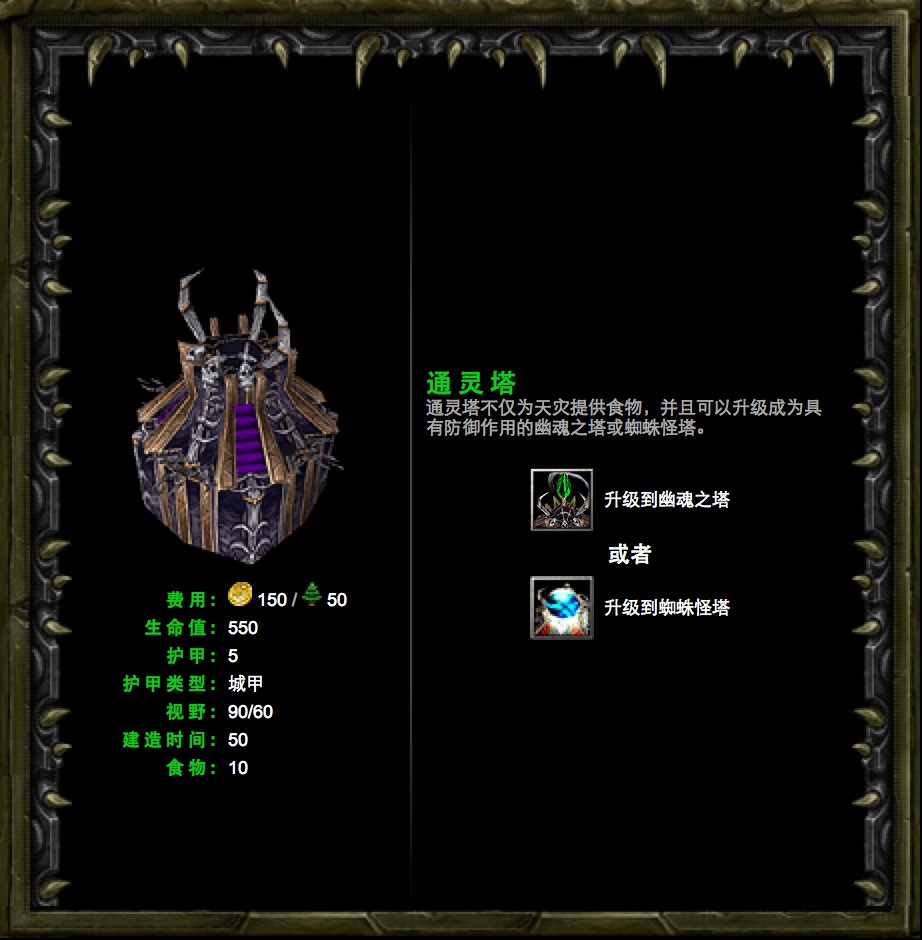 通灵塔
通灵塔不仅为天灾提供食物，并且可以升级成为具
有防御作用的幽魂之塔或蜘蛛怪塔。
升级到幽魂之塔
或者
升级到蜘蛛怪塔
费用： 150 / 50
生命值： 550
护甲： 5
护甲类型： 城甲
视野： 90/60
建造时间： 50
食物： 10